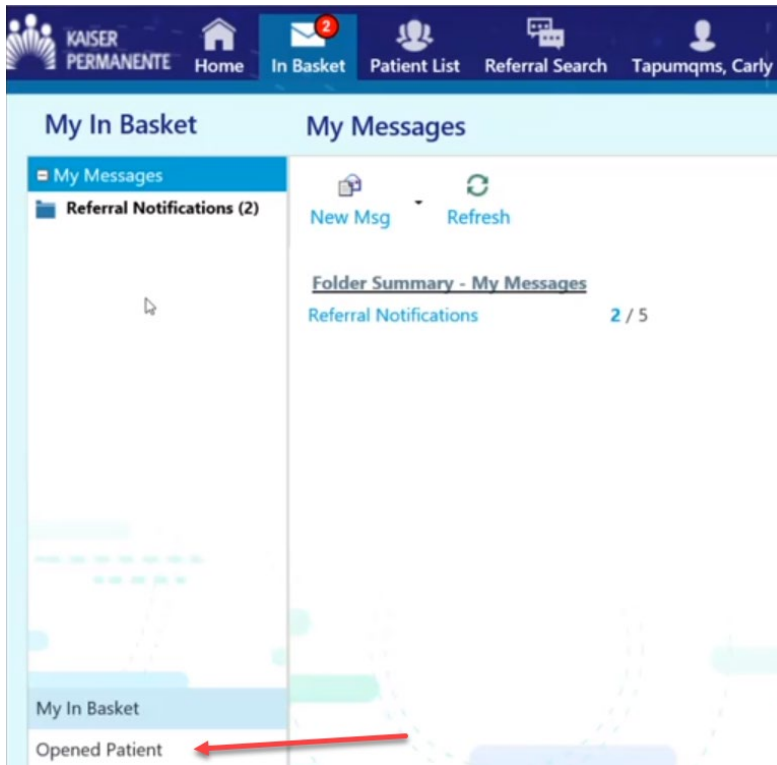 KAISER
PERMANENTE
Home
2
In Basket
Patient List
Referral Search
Tapumqms, Carly
My In Basket
My Messages
My Messages
Referral Notifications (2)
New Msg
Refresh
Folder Summary - My Messages
Referral Notifications 2 / 5
My In Basket
Opened Patient